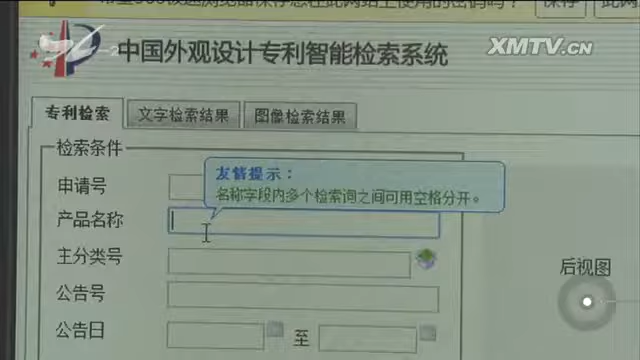 XMTV.CN
中国外观设计专利智能检索系统
专利检索
文字检索结果
图像检索结果
检索条件
友情提示：
名称字段内多个检索词之间可用空格分开。
申请号
产品名称
主分类号
后视图
公告号
公告日
至